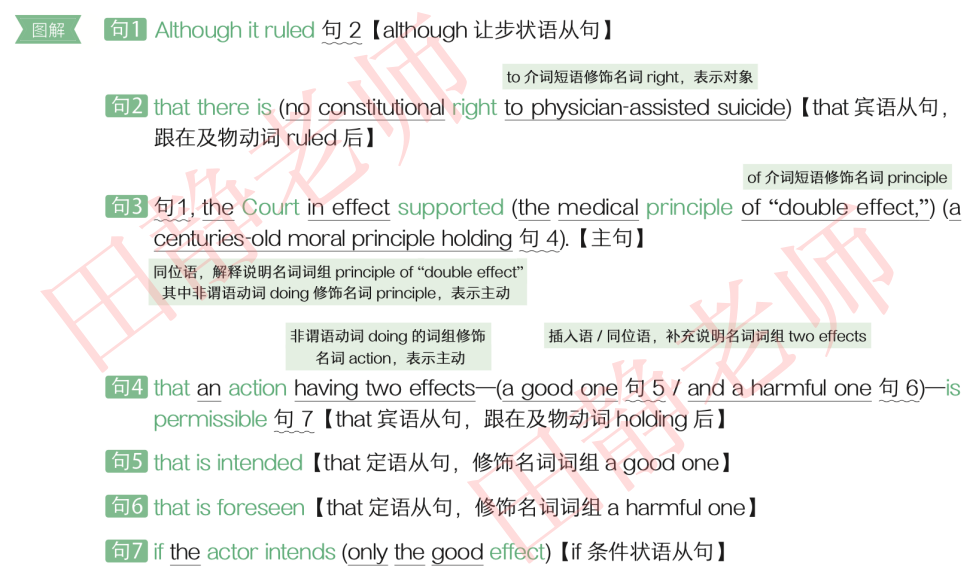 图解
句1 Although it ruled 句 2【although 让步状语从句】
to 介词短语修饰名词 right，表示对象
句2 that there is (no constitutional right to physician-assisted suicide)【that 宾语从句，
跟在及物动词 ruled 后】
of 介词短语修饰名词 principle
句3 句1, the Court in effect supported (the medical principle of “double effect,”) (a
centuries-old moral principle holding 句 4).【主句】
同位语，解释说明名词词组 principle of “double effect”
其中非谓语动词 doing 修饰名词 principle，表示主动
非谓语动词 doing 的词组修饰
名词 action，表示主动
插入语 / 同位语，补充说明名词词组 two effects
句4 that an action having two effects—(a good one 句 5 / and a harmful one 句 6)—is
permissible 句 7【that 宾语从句，跟在及物动词 holding 后】
句5 that is intended【that 定语从句，修饰名词词组 a good one】
句6 that is foreseen【that 定语从句，修饰名词词组 a harmful one】
句7 if the actor intends (only the good effect)【if 条件状语从句】
田静老师
田静老师